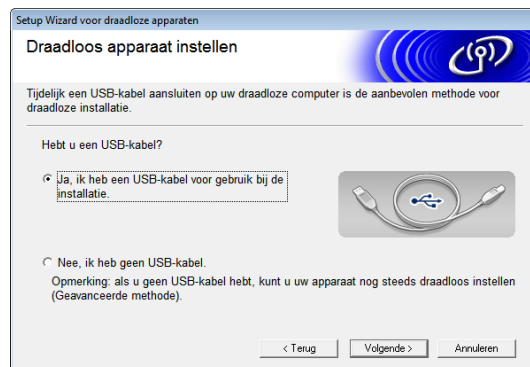 Setup Wizard voor draadloze apparaten
Draadloos apparaat instellen
Tijdelijk een USB-kabel aansluiten op uw draadloze computer is de aanbevolen methode voor
draadloze installatie.
Hebt u een USB-kabel?
Ja, ik heb een USB-kabel voor gebruik bij de
installatie.
Nee, ik heb geen USB-kabel.
Opmerking: als u geen USB-kabel hebt, kunt u uw apparaat nog steeds draadloos instellen
(Geavanceerde methode).
< Terug
Volgende >
Annuleren